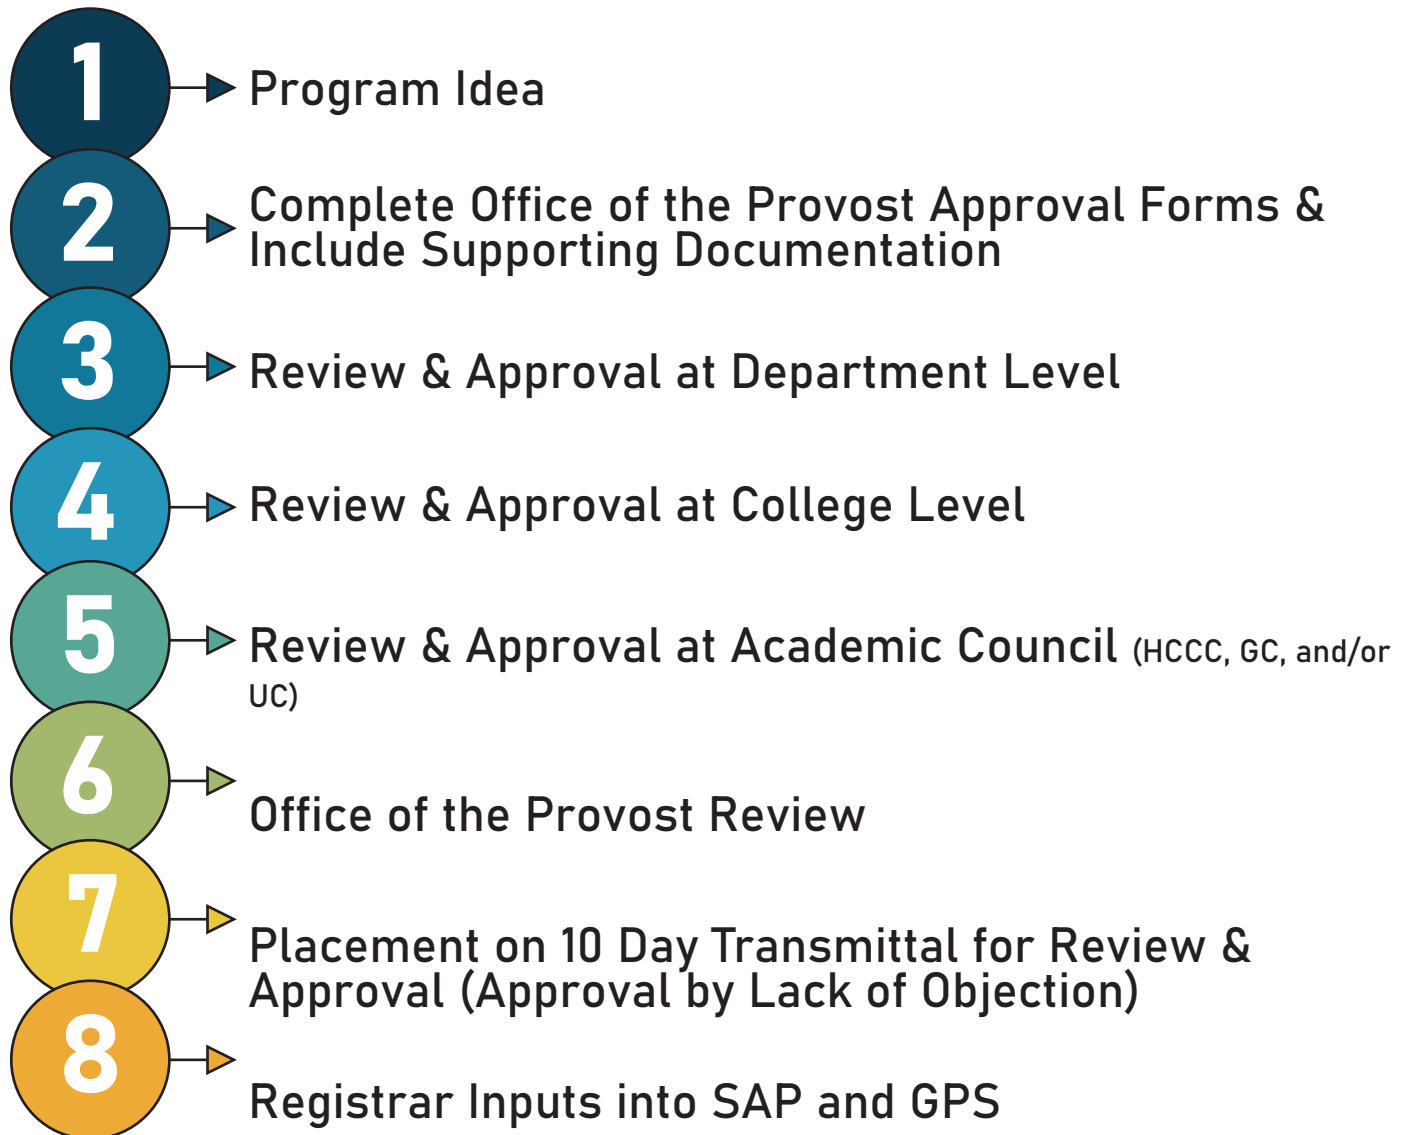 1
Program Idea
2
Complete Office of the Provost Approval Forms &
Include Supporting Documentation
3
Review & Approval at Department Level
4
Review & Approval at College Level
5
Review & Approval at Academic Council (HCCC, GC, and/or
UC)
6
Office of the Provost Review
7
Placement on 10 Day Transmittal for Review &
Approval (Approval by Lack of Objection)
8
Registrar Inputs into SAP and GPS